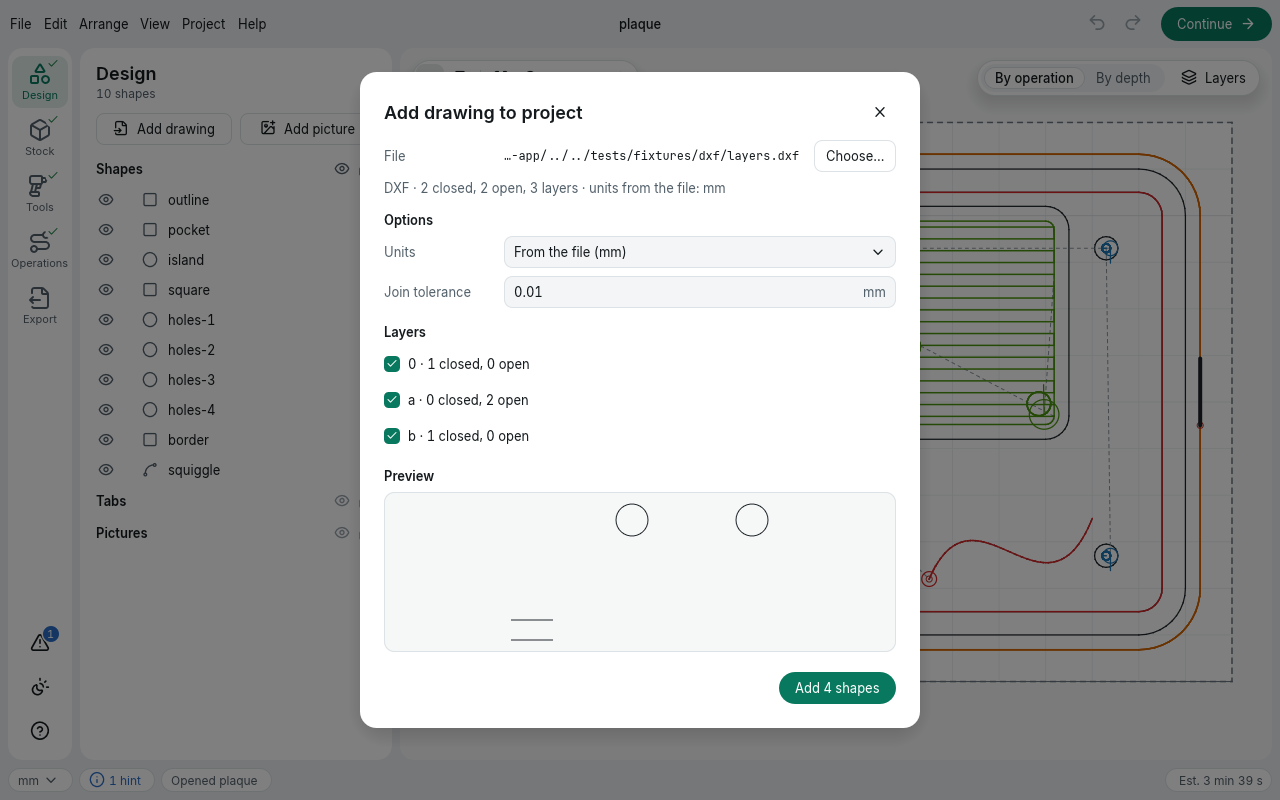 File Edit Arrange View Project Help
plaque
Continue
Design
Stock
Tools
Operations
Export
1
Design
10 shapes
Add drawing
Add picture
Shapes
outline
pocket
island
square
holes-1
holes-2
holes-3
holes-4
border
squiggle
Tabs
Pictures
By operation
By depth
Layers
Add drawing to project
File
…-app/../../tests/fixtures/dxf/layers.dxf
Choose...
DXF · 2 closed, 2 open, 3 layers · units from the file: mm
Options
Units
From the file (mm)
Join tolerance
0.01
mm
Layers
0 · 1 closed, 0 open
a · 0 closed, 2 open
b · 1 closed, 0 open
Preview
Add 4 shapes
mm
1 hint
Opened plaque
Est. 3 min 39 s